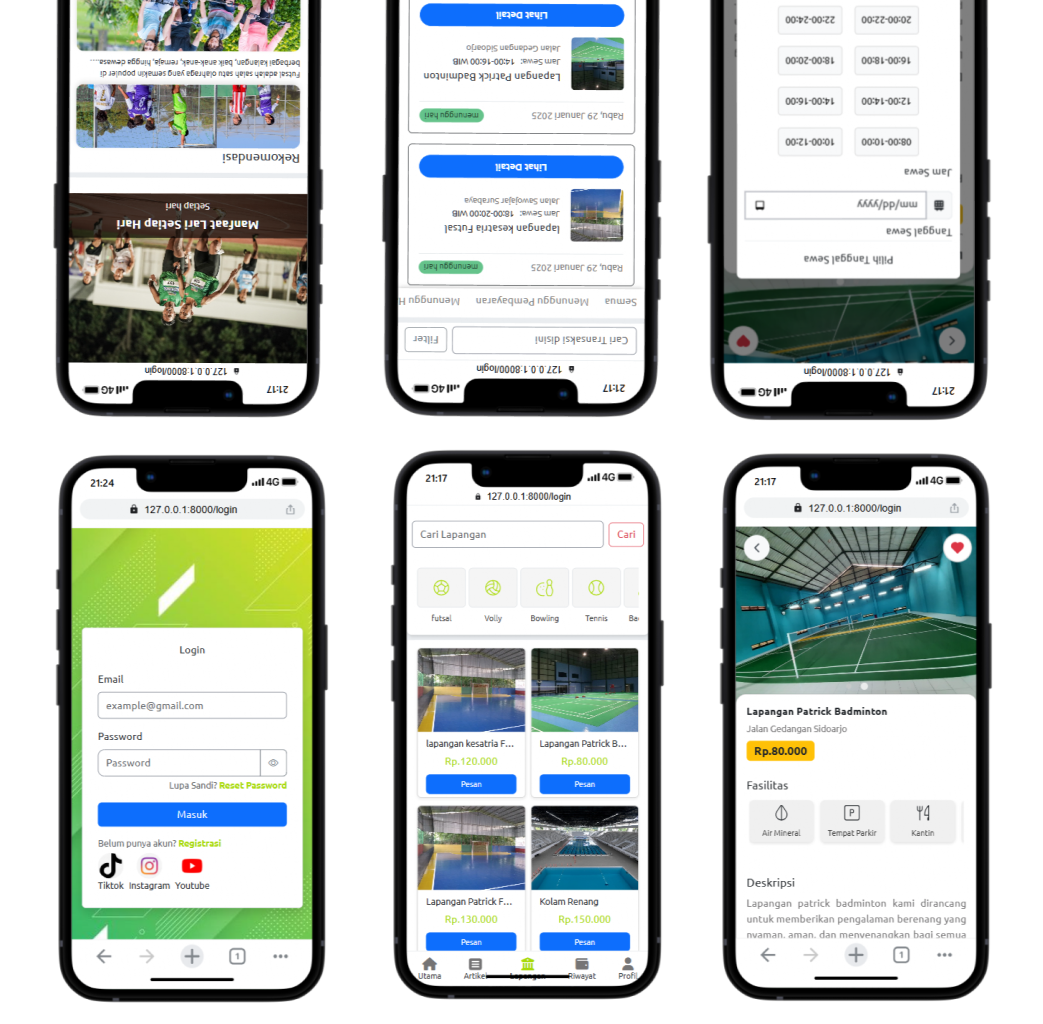 21:17 4G
127.0.0.1:8000/login
Manfaat Lari Setiap Hari
Setiap hari
Rekomendasi
Futsal adalah salah satu olahraga yang semakin populer di
berbagai kalangan, baik anak-anak, remaja, hingga dewasa....
21:17 4G
127.0.0.1:8000/login
Cari Transaksi disini Filter
Semua Menunggu Pembayaran Menunggu H
Rabu, 29 Januari 2025 menunggu hari
lapangan kesatria Futsal
Jam Sewa: 18:00-20:00 WIB
Jalan Sawojajar Surabaya
Lihat Detail
Rabu, 29 Januari 2025 menunggu hari
Lapangan Patrick Badminton
Jam Sewa: 14:00-16:00 WIB
Jalan Gedangan Sidoarjo
Lihat Detail
21:17 4G
127.0.0.1:8000/login
Pilih Tanggal Sewa
Tanggal Sewa
mm/dd/yyyy
Jam Sewa
08:00-10:00 10:00-12:00
12:00-14:00 14:00-16:00
16:00-18:00 18:00-20:00
20:00-22:00 22:00-24:00
21:24 4G
127.0.0.1:8000/login
Login
Email
example@gmail.com
Password
Password
Lupa Sandi? Reset Password
Masuk
Belum punya akun? Registrasi
Tiktok Instagram Youtube
1
21:17 4G
127.0.0.1:8000/login
Cari Lapangan Cari
futsal Volly Bowling Tennis Ba
lapangan kesatria F... Lapangan Patrick B...
Rp.120.000 Rp.80.000
Pesan Pesan
Lapangan Patrick F... Kolam Renang
Rp.130.000 Rp.150.000
Pesan Pesan
Utama Artikel Lapangan Riwayat Profil
21:17 4G
127.0.0.1:8000/login
Lapangan Patrick Badminton
Jalan Gedangan Sidoarjo
Rp.80.000
Fasilitas
P
Air Mineral Tempat Parkir Kantin
Deskripsi
Lapangan patrick badminton kami dirancang
untuk memberikan pengalaman berenang yang
nyaman, aman, dan menyenangkan bagi semua
1